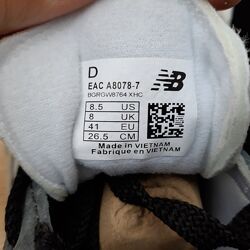 D
EAC A8078-7
BGRGW8764 XHC
8.5 US
8 UK
41 EU
26.5 CM
Made in VIETNAM
Fabrique en VIETNAM